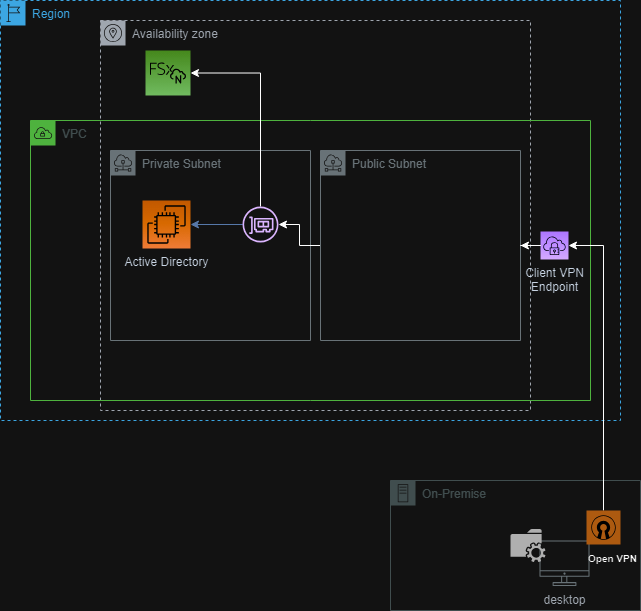 Region
Availability zone
FSx
N
VPC
Private Subnet
Public Subnet
Active Directory
Client VPN
Endpoint
On-Premise
Open VPN
desktop